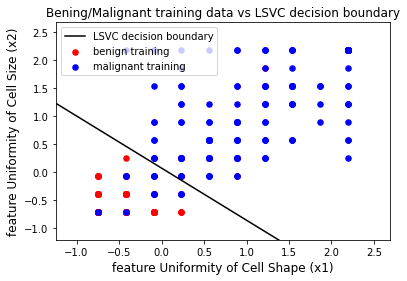 Bening/Malignant training data vs LSVC decision boundary
LSVC decision boundary
benign training
malignant training
feature Uniformity of Cell Size (x2)
2.5
2.0
1.5
1.0
0.5
0.0
−0.5
−1.0
−1.0 −0.5 0.0 0.5 1.0 1.5 2.0 2.5
feature Uniformity of Cell Shape (x1)